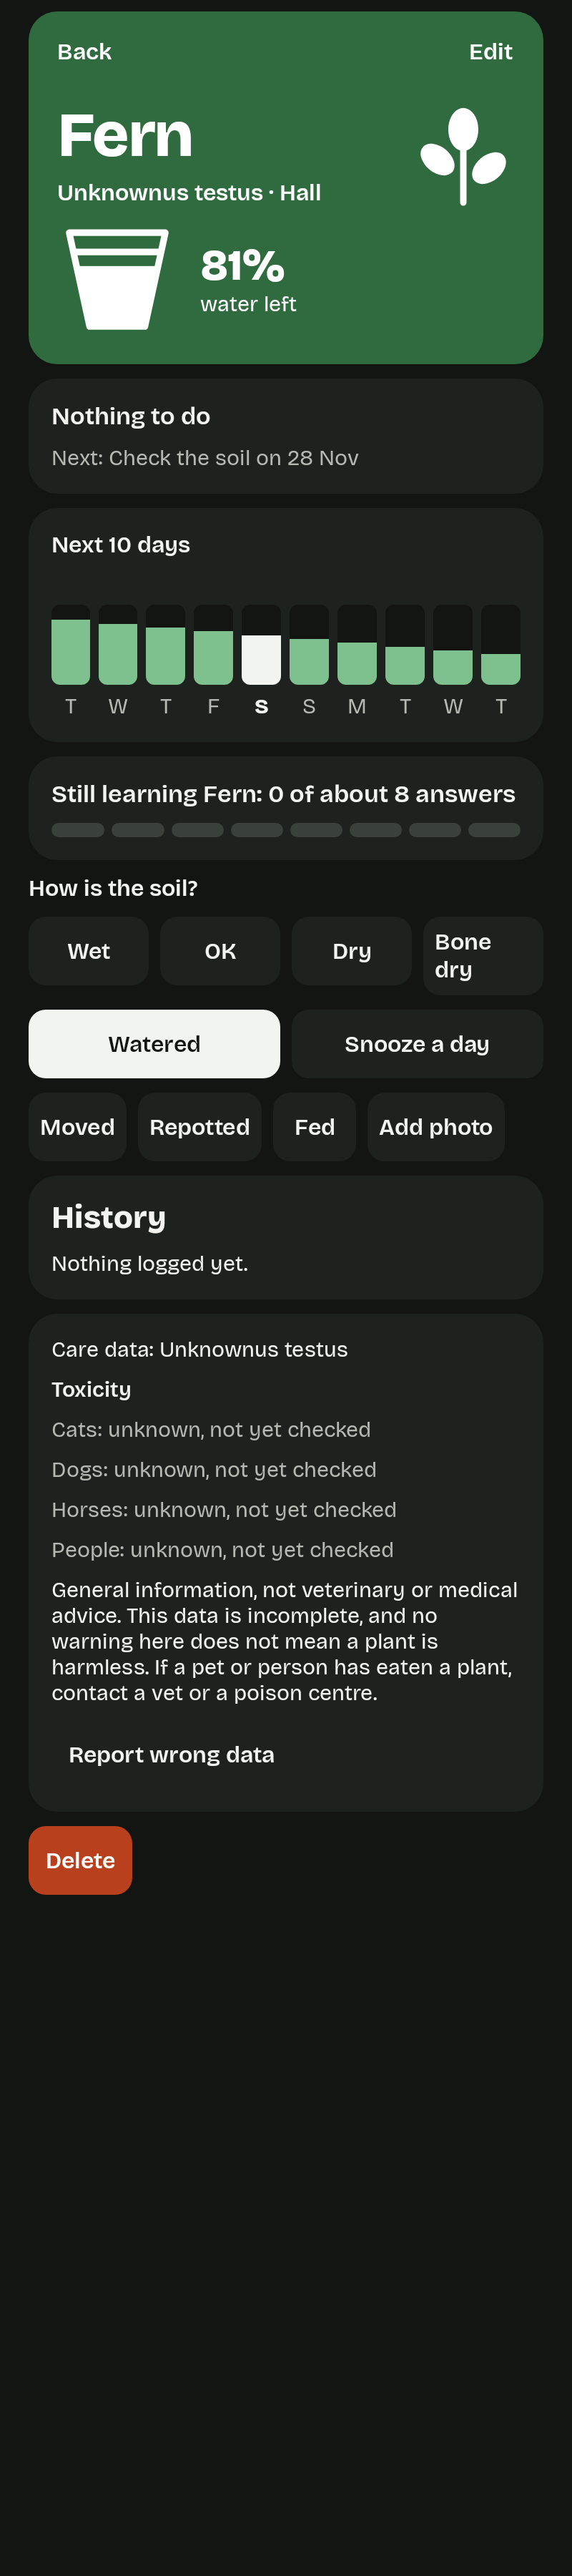 Back
Edit
Fern
Unknownus testus · Hall
81%
water left
Nothing to do
Next: Check the soil on 28 Nov
Next 10 days
T W T F S S M T W T
Still learning Fern: 0 of about 8 answers
How is the soil?
Wet
OK
Dry
Bone
dry
Watered
Snooze a day
Moved
Repotted
Fed
Add photo
History
Nothing logged yet.
Care data: Unknownus testus
Toxicity
Cats: unknown, not yet checked
Dogs: unknown, not yet checked
Horses: unknown, not yet checked
People: unknown, not yet checked
General information, not veterinary or medical
advice. This data is incomplete, and no
warning here does not mean a plant is
harmless. If a pet or person has eaten a plant,
contact a vet or a poison centre.
Report wrong data
Delete